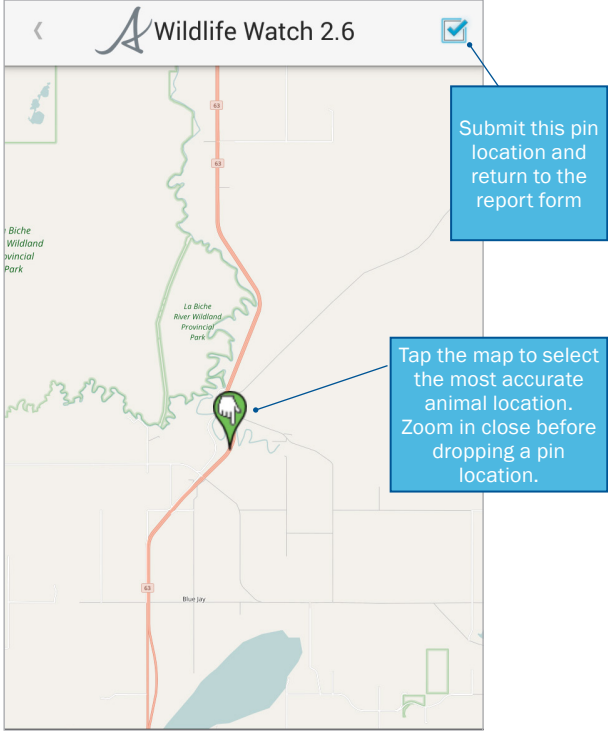 Wildlife Watch 2.6
Submit this pin
location and
return to the
report form
63
63
Biche
Wildland
ovincial
Park
La Biche
River Wildland
Provincial
Park
Tap the map to select
the most accurate
animal location.
Zoom in close before
dropping a pin
location.
63
Blue Jay